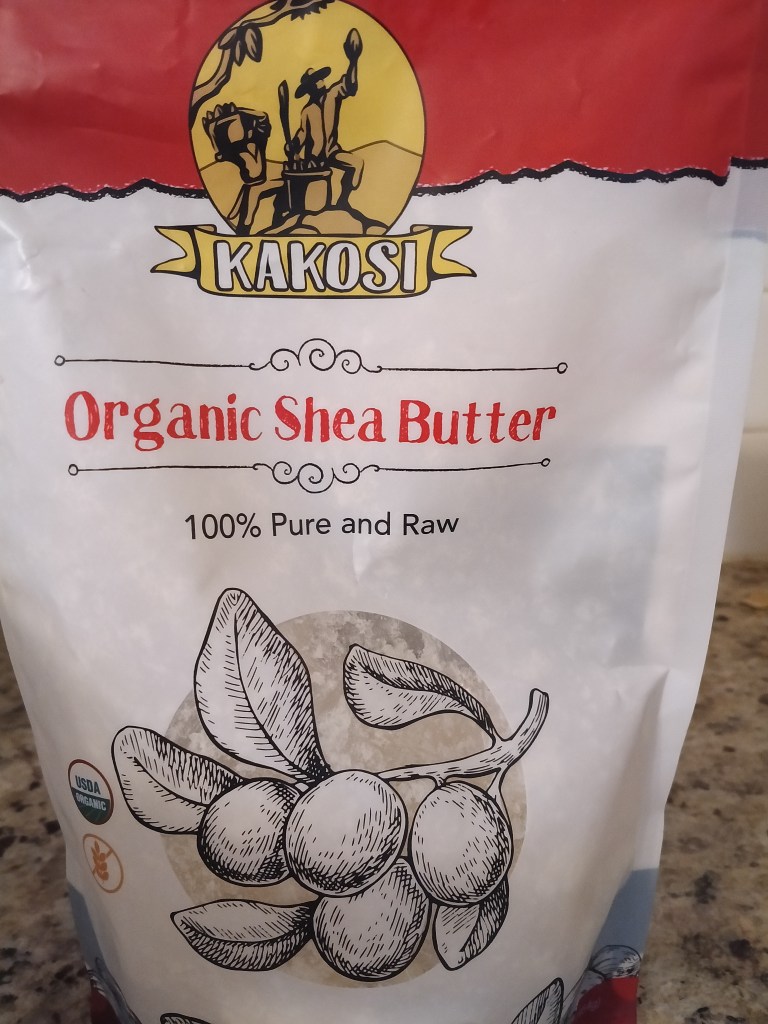 KAKOSI
Organic Shea Butter
100% Pure and Raw
USDA
ORGANIC